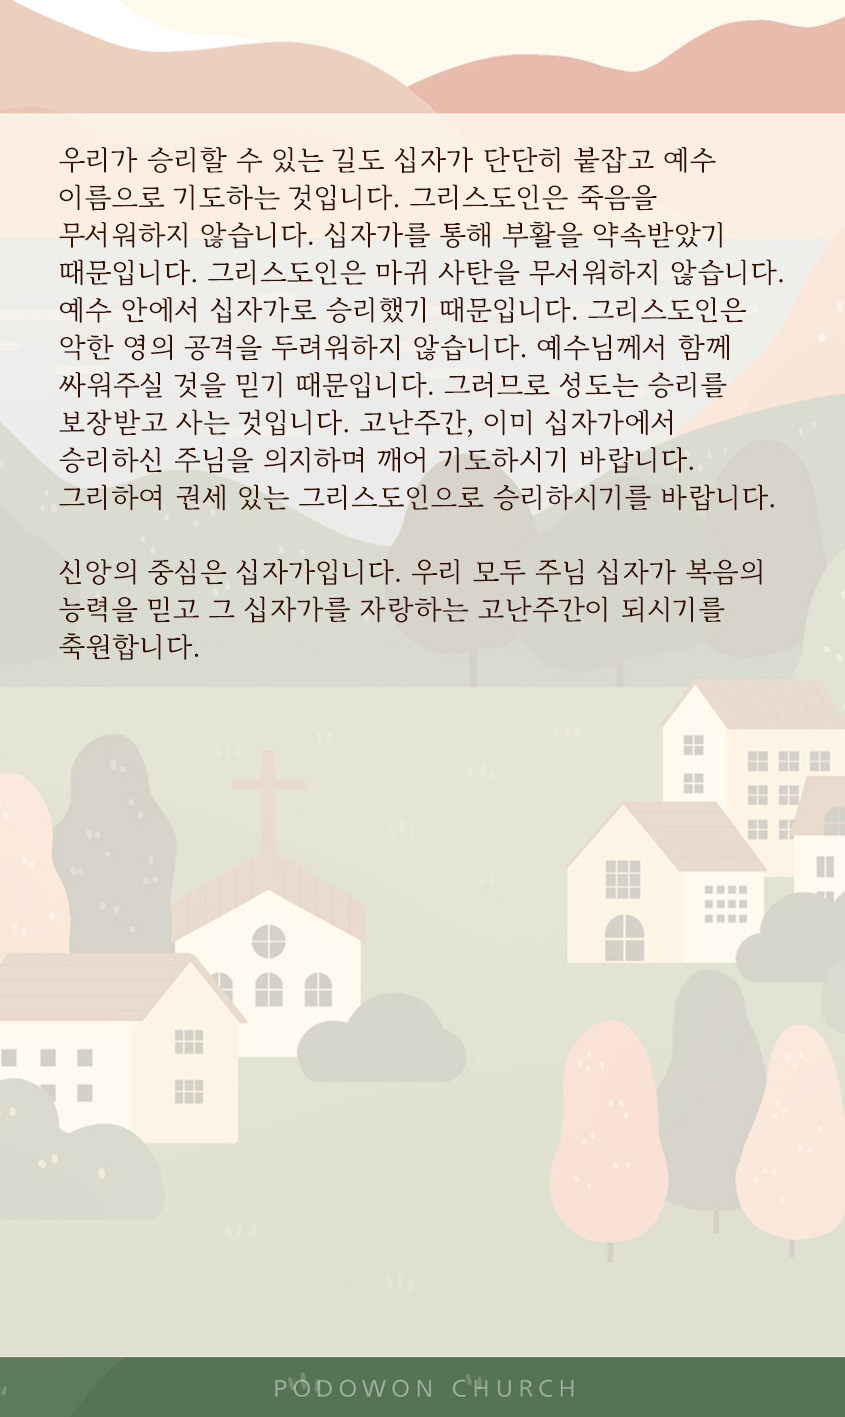 우리가 승리할 수 있는 길도 십자가 단단히 붙잡고 예수
이름으로 기도하는 것입니다. 그리스도인은 죽음을
무서워하지 않습니다. 십자가를 통해 부활을 약속받았기
때문입니다. 그리스도인은 마귀 사탄을 무서워하지 않습니다.
예수 안에서 십자가로 승리했기 때문입니다. 그리스도인은
악한 영의 공격을 두려워하지 않습니다. 예수님께서 함께
싸워주실 것을 믿기 때문입니다. 그러므로 성도는 승리를
보장받고 사는 것입니다. 고난주간, 이미 십자가에서
승리하신 주님을 의지하며 깨어 기도하시기 바랍니다.
그리하여 권세 있는 그리스도인으로 승리하시기를 바랍니다.
신앙의 중심은 십자가입니다. 우리 모두 주님 십자가 복음의
능력을 믿고 그 십자가를 자랑하는 고난주간이 되시기를
축원합니다.
PODOWON CHURCH